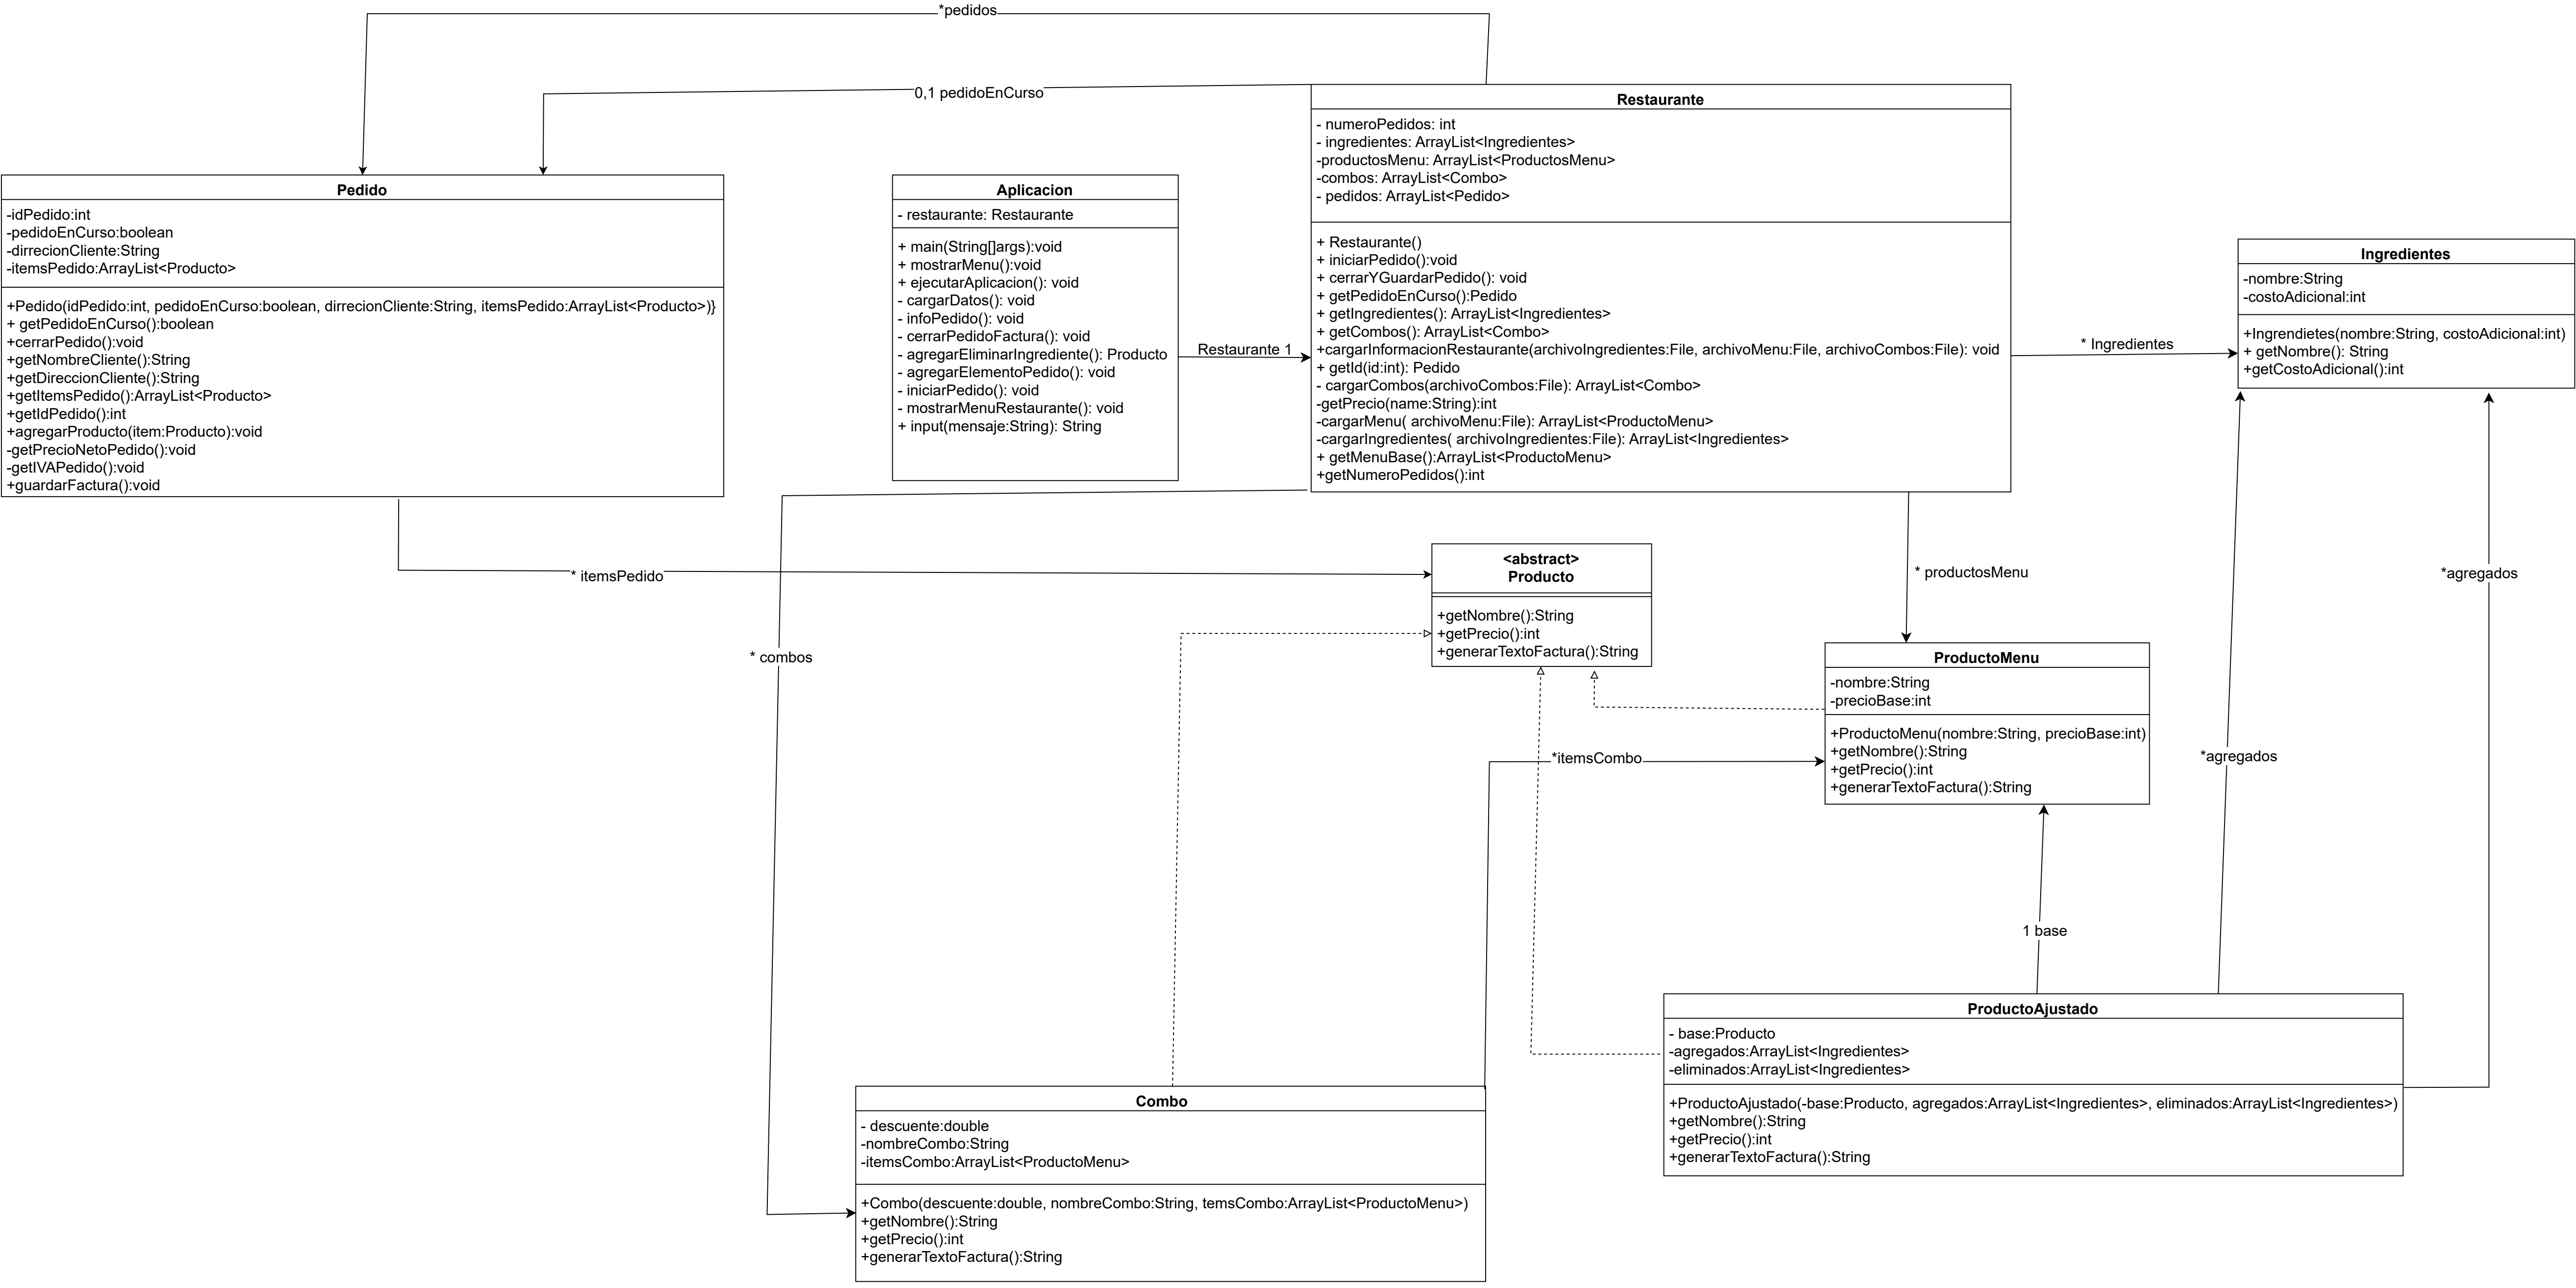 *pedidos
0,1 pedidoEnCurso
Pedido
-idPedido:int
-pedidoEnCurso:boolean
-dirrecionCliente:String
-itemsPedido:ArrayList<Producto>
+Pedido(idPedido:int, pedidoEnCurso:boolean, dirrecionCliente:String, itemsPedido:ArrayList<Producto>)}
+ getPedidoEnCurso():boolean
+cerrarPedido():void
+getNombreCliente():String
+getDireccionCliente():String
+getItemsPedido():ArrayList<Producto>
+getIdPedido():int
+agregarProducto(item:Producto):void
-getPrecioNetoPedido():void
-getIVAPedido():void
+guardarFactura():void
Aplicacion
- restaurante: Restaurante
+ main(String[]args):void
+ mostrarMenu():void
+ ejecutarAplicacion(): void
- cargarDatos(): void
- infoPedido(): void
- cerrarPedidoFactura(): void
- agregarEliminarIngrediente(): Producto
- agregarElementoPedido(): void
- iniciarPedido(): void
- mostrarMenuRestaurante(): void
+ input(mensaje:String): String
Restaurante 1
Restaurante
- numeroPedidos: int
- ingredientes: ArrayList<Ingredientes>
-productosMenu: ArrayList<ProductosMenu>
-combos: ArrayList<Combo>
- pedidos: ArrayList<Pedido>
+ Restaurante()
+ iniciarPedido():void
+ cerrarYGuardarPedido(): void
+ getPedidoEnCurso():Pedido
+ getIngredientes(): ArrayList<Ingredientes>
+ getCombos(): ArrayList<Combo>
+cargarInformacionRestaurante(archivoIngredientes:File, archivoMenu:File, archivoCombos:File): void
+ getId(id:int): Pedido
- cargarCombos(archivoCombos:File): ArrayList<Combo>
-getPrecio(name:String):int
-cargarMenu( archivoMenu:File): ArrayList<ProductoMenu>
-cargarIngredientes( archivoIngredientes:File): ArrayList<Ingredientes>
+ getMenuBase():ArrayList<ProductoMenu>
+getNumeroPedidos():int
* Ingredientes
Ingredientes
-nombre:String
-costoAdicional:int
+Ingrendietes(nombre:String, costoAdicional:int)
+ getNombre(): String
+getCostoAdicional():int
* itemsPedido
<abstract>
Producto
+getNombre():String
+getPrecio():int
+generarTextoFactura():String
* productosMenu
*agregados
* combos
ProductoMenu
-nombre:String
-precioBase:int
+ProductoMenu(nombre:String, precioBase:int)
+getNombre():String
+getPrecio():int
+generarTextoFactura():String
*itemsCombo
*agregados
1 base
ProductoAjustado
- base:Producto
-agregados:ArrayList<Ingredientes>
-eliminados:ArrayList<Ingredientes>
+ProductoAjustado(-base:Producto, agregados:ArrayList<Ingredientes>, eliminados:ArrayList<Ingredientes>)
+getNombre():String
+getPrecio():int
+generarTextoFactura():String
Combo
- descuente:double
-nombreCombo:String
-itemsCombo:ArrayList<ProductoMenu>
+Combo(descuente:double, nombreCombo:String, temsCombo:ArrayList<ProductoMenu>)
+getNombre():String
+getPrecio():int
+generarTextoFactura():String